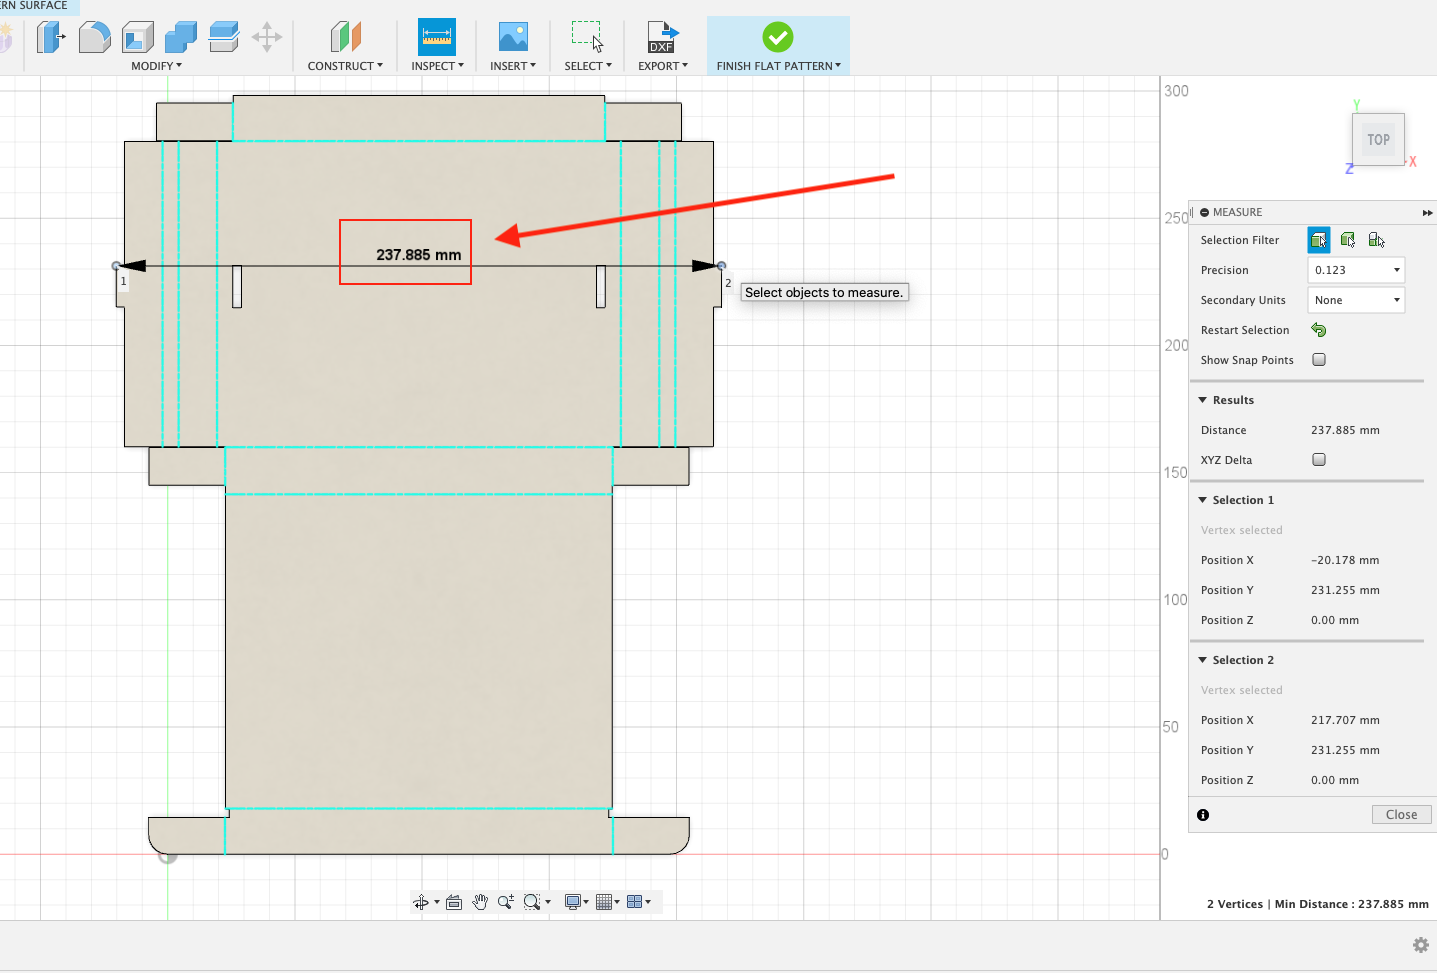 RN SURFACE
MODIFY
CONSTRUCT
INSPECT
INSERT
SELECT
DXF
EXPORT
FINISH FLAT PATTERN
300
250
200
150
100
50
0
Y
TOP
X
Z
237.885 mm
1
2
Select objects to measure.
MEASURE
Selection Filter
Precision 0.123
Secondary Units None
Restart Selection
Show Snap Points
Results
Distance 237.885 mm
XYZ Delta
Selection 1
Vertex selected
Position X -20.178 mm
Position Y 231.255 mm
Position Z 0.00 mm
Selection 2
Vertex selected
Position X 217.707 mm
Position Y 231.255 mm
Position Z 0.00 mm
Close
2 Vertices | Min Distance : 237.885 mm